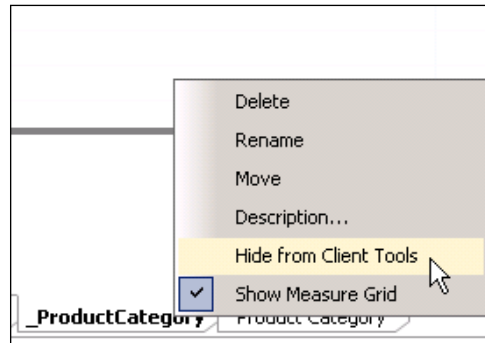 Delete
Rename
Move
Description...
Hide from Client Tools
Show Measure Grid
_ProductCategory Product Category